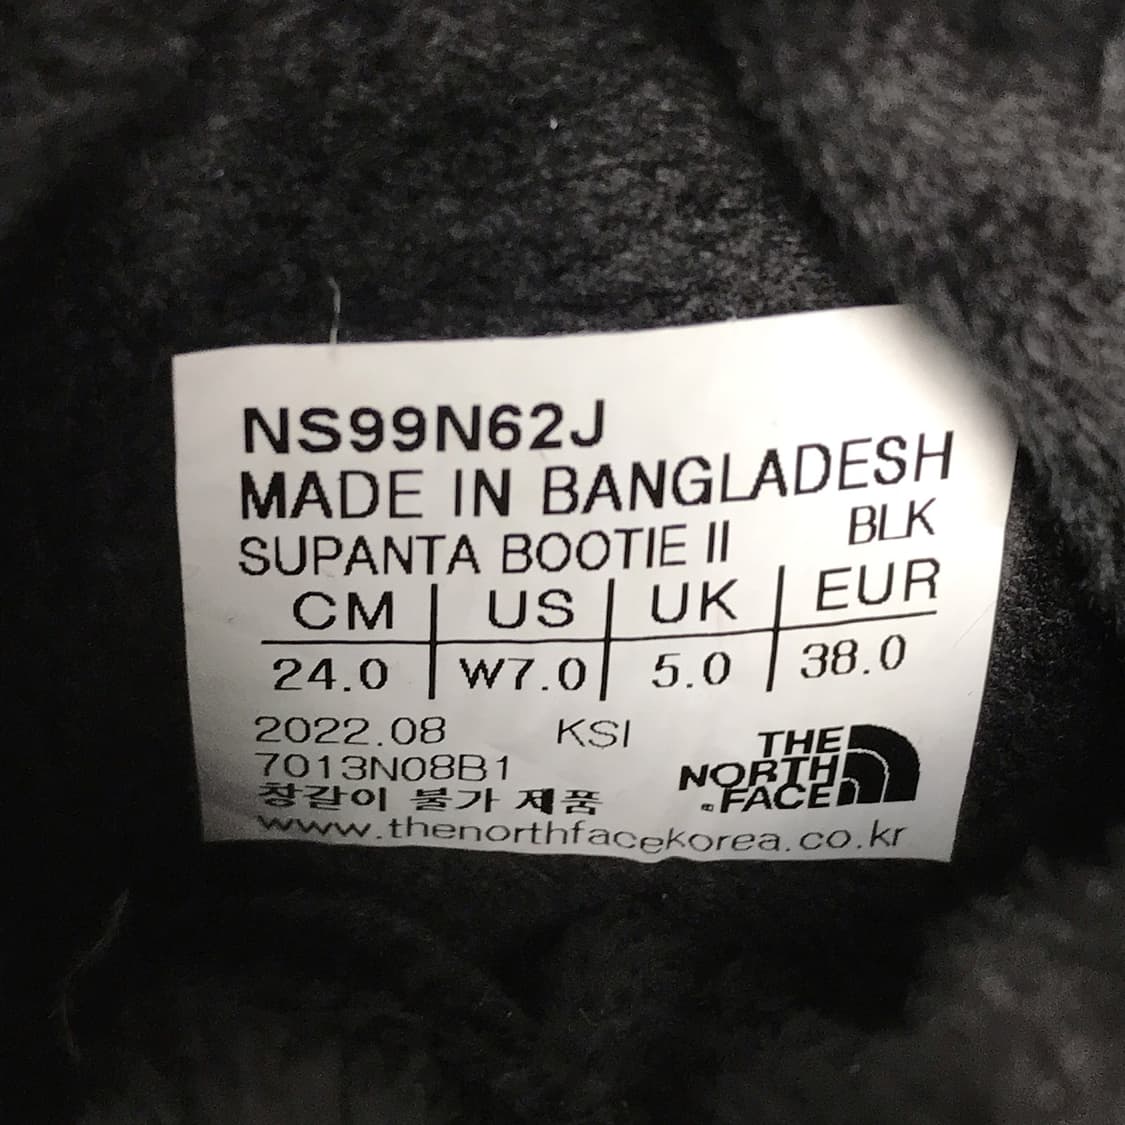 NS99N62J
MADE IN BANGLADESH
SUPANTA BOOTIE II BLK
CM US UK EUR
24.0 W7.0 5.0 38.0
2022.08 KSI
7013N08B1
창갈이 불가 제품
www.thenorthfacekorea.co.kr
THE
NORTH
FACE